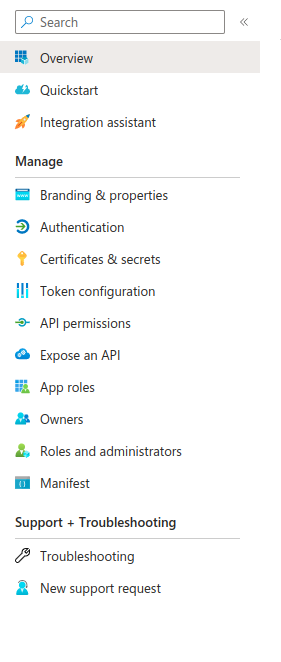 Search
Overview
Quickstart
Integration assistant
Manage
Branding & properties
Authentication
Certificates & secrets
Token configuration
API permissions
Expose an API
App roles
Owners
Roles and administrators
Manifest
Support + Troubleshooting
Troubleshooting
New support request